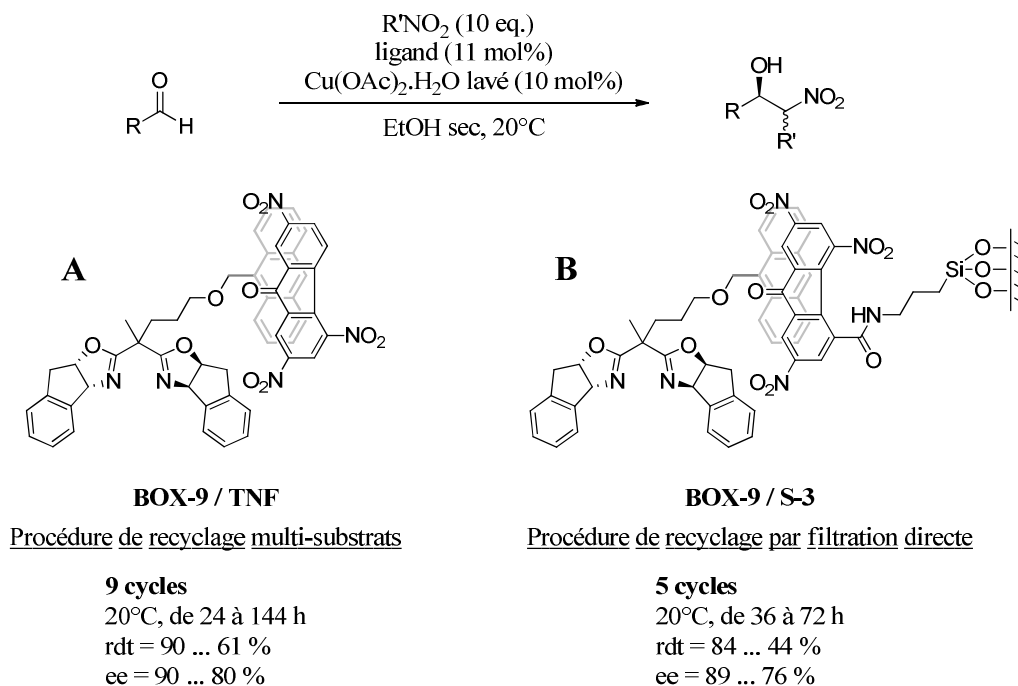 R'NO2 (10 eq.)
ligand (11 mol%)
Cu(OAc)2.H2O lavé (10 mol%)
EtOH sec, 20°C
O
R
H
OH
R
NO2
R'
A
O2N
O
O
NO2
NO2
O
O
N
N
B
O2N
NO2
O
O
HN
O
NO2
O
O
N
N
Si
O
O
O
BOX-9 / TNF
Procédure de recyclage multi-substrats
9 cycles
20°C, de 24 à 144 h
rdt = 90 ... 61 %
ee = 90 ... 80 %
BOX-9 / S-3
Procédure de recyclage par filtration directe
5 cycles
20°C, de 36 à 72 h
rdt = 84 ... 44 %
ee = 89 ... 76 %